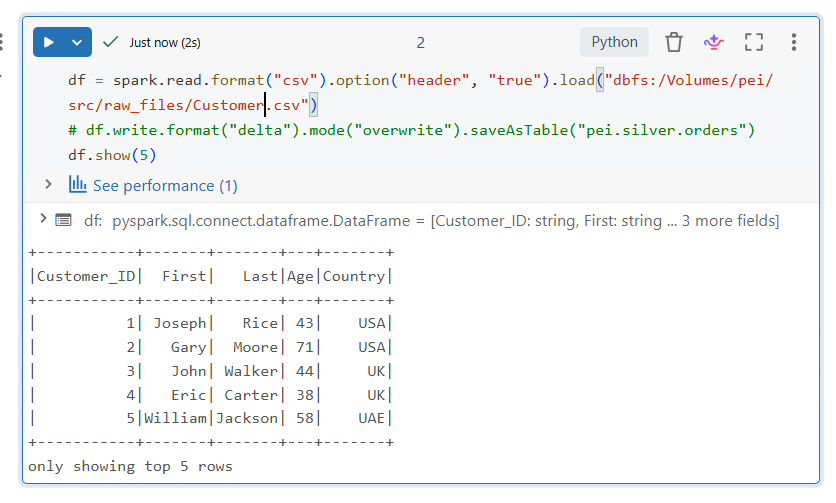 Just now (2s)
2
Python
df = spark.read.format("csv").option("header", "true").load("dbfs:/Volumes/pei/
src/raw_files/Customer.csv")
# df.write.format("delta").mode("overwrite").saveAsTable("pei.silver.orders")
df.show(5)
See performance (1)
df: pyspark.sql.connect.dataframe.DataFrame = [Customer_ID: string, First: string ... 3 more fields]
+-----------+-------+-------+---+-------+
|Customer_ID|  First|   Last|Age|Country|
+-----------+-------+-------+---+-------+
|          1| Joseph|   Rice| 43|    USA|
|          2|   Gary|  Moore| 71|    USA|
|          3|   John| Walker| 44|     UK|
|          4|   Eric| Carter| 38|     UK|
|          5|William|Jackson| 58|    UAE|
+-----------+-------+-------+---+-------+
only showing top 5 rows